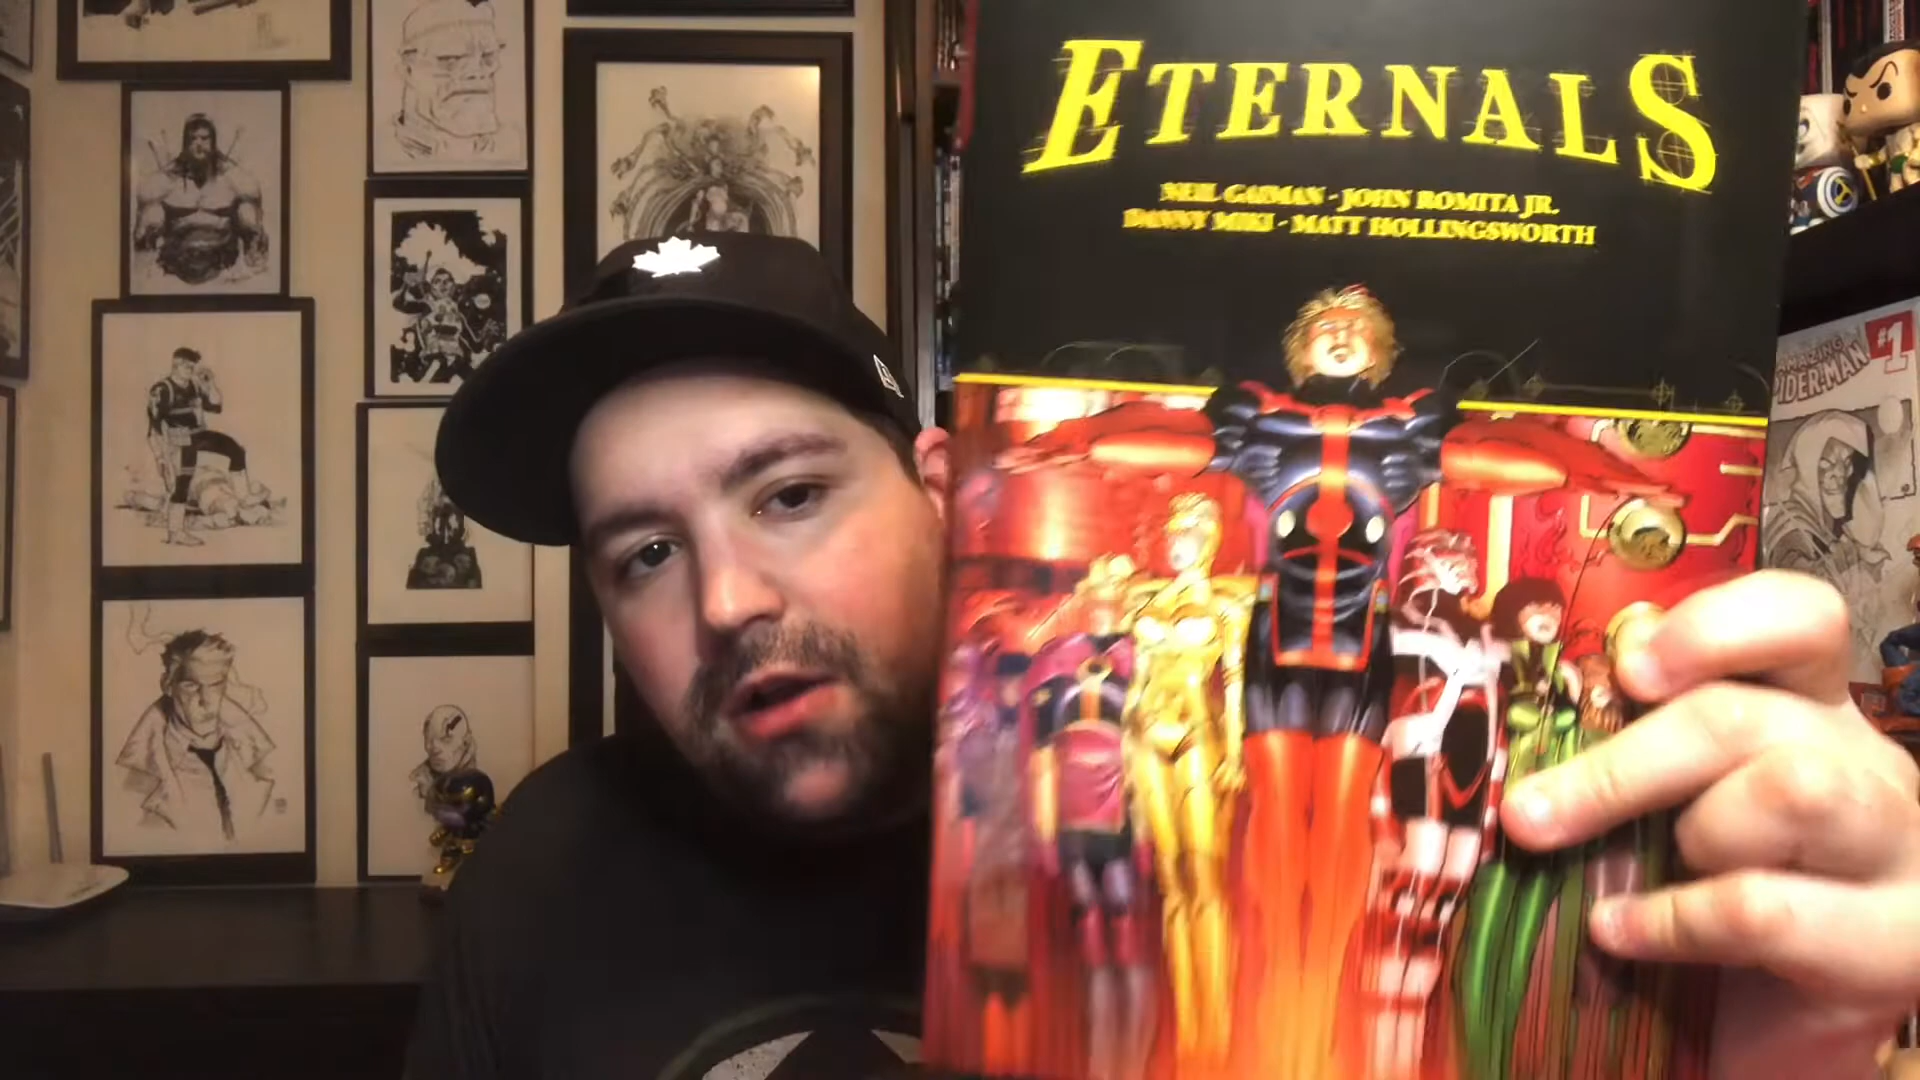 ETERNALS
NEIL GAIMAN - JOHN ROMITA JR.
DANNY MIKI - MATT HOLLINGSWORTH
AMAZING
SPIDER-MAN
#1